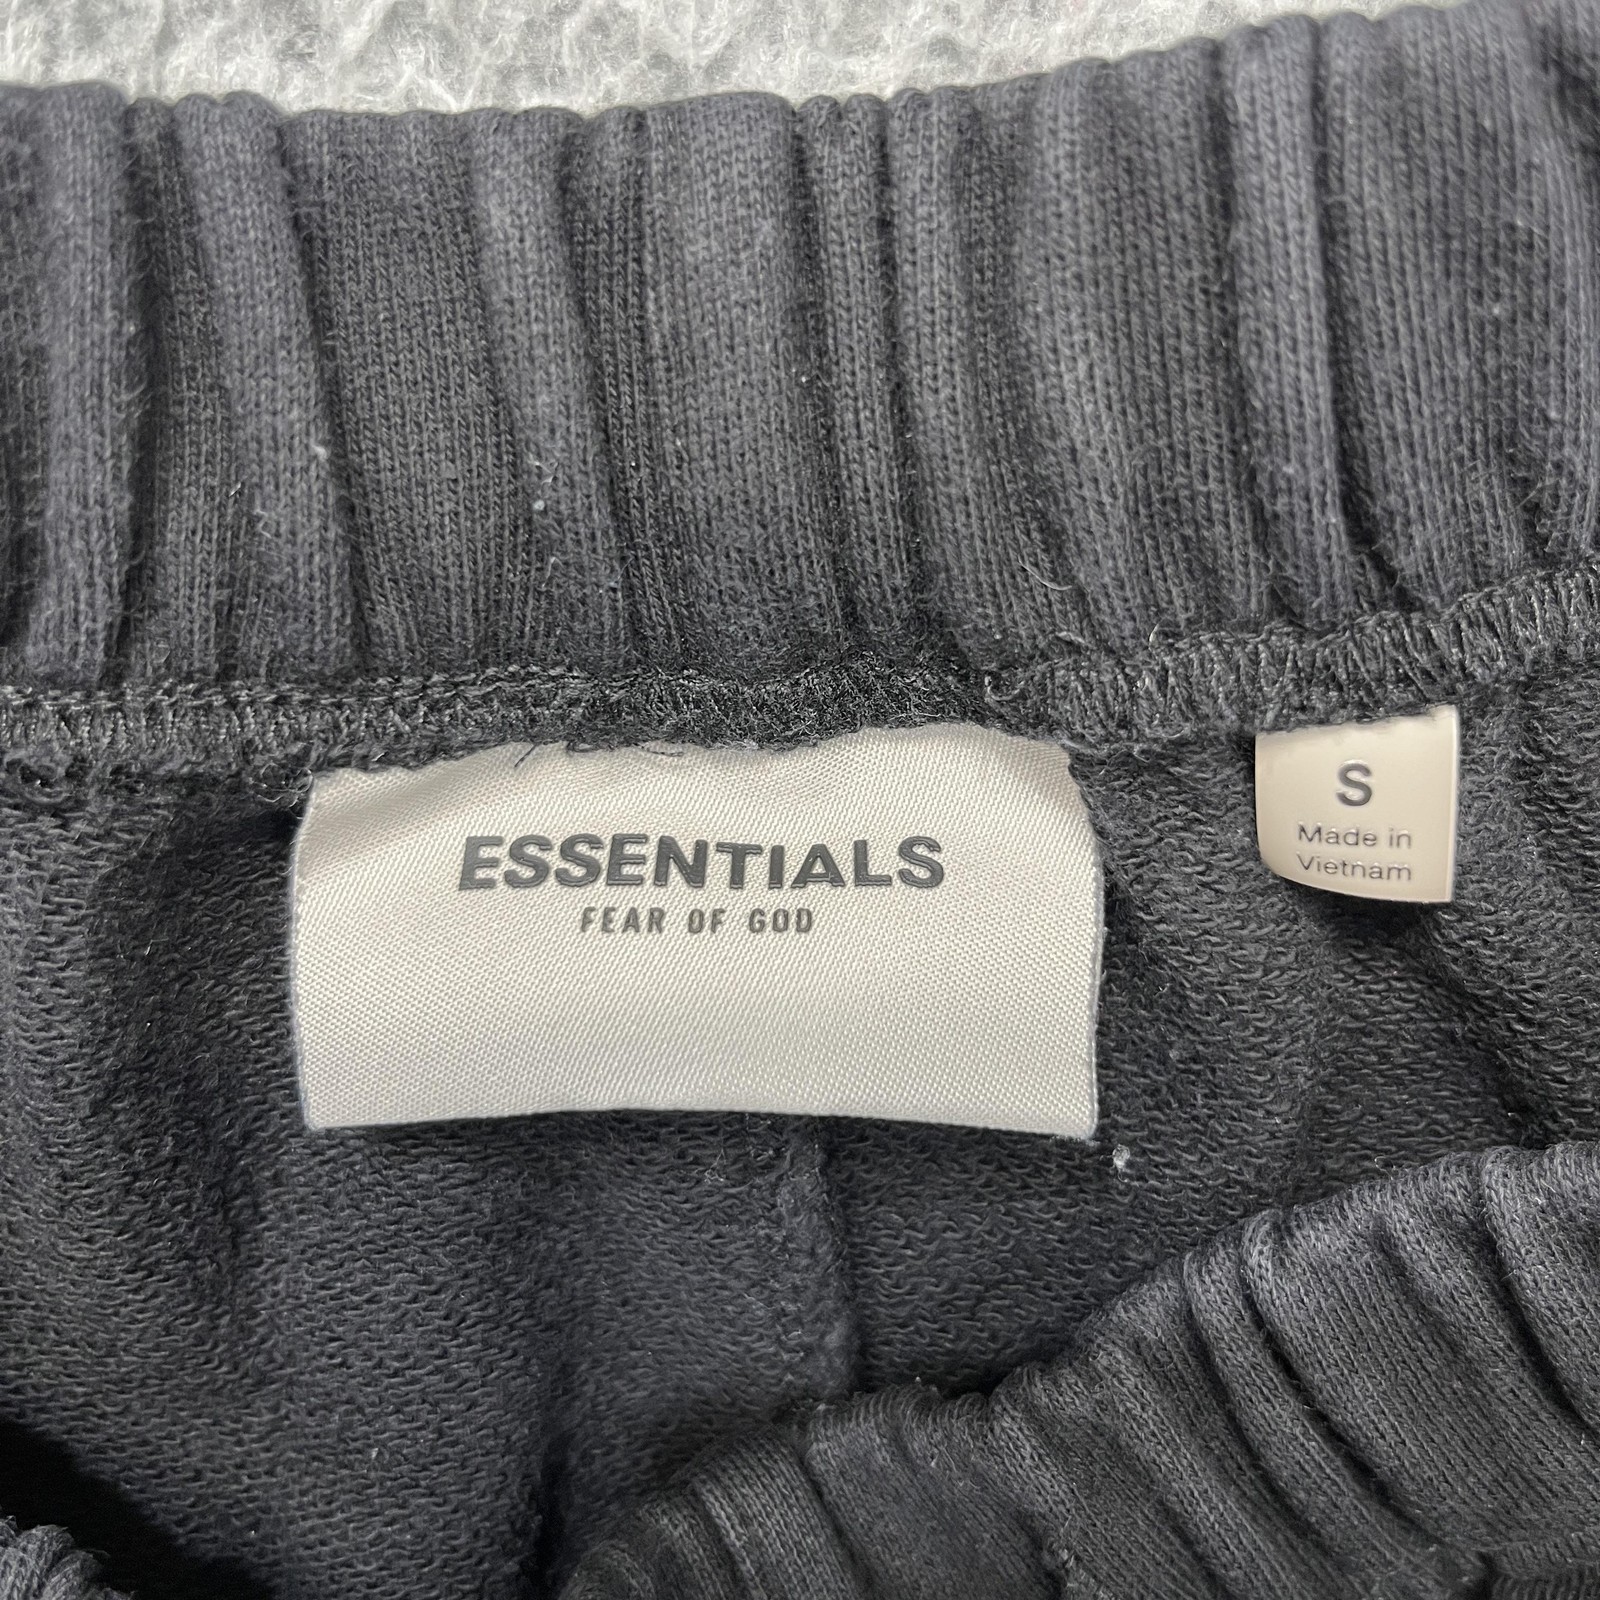 ESSENTIALS
FEAR OF GOD
S
Made in
Vietnam